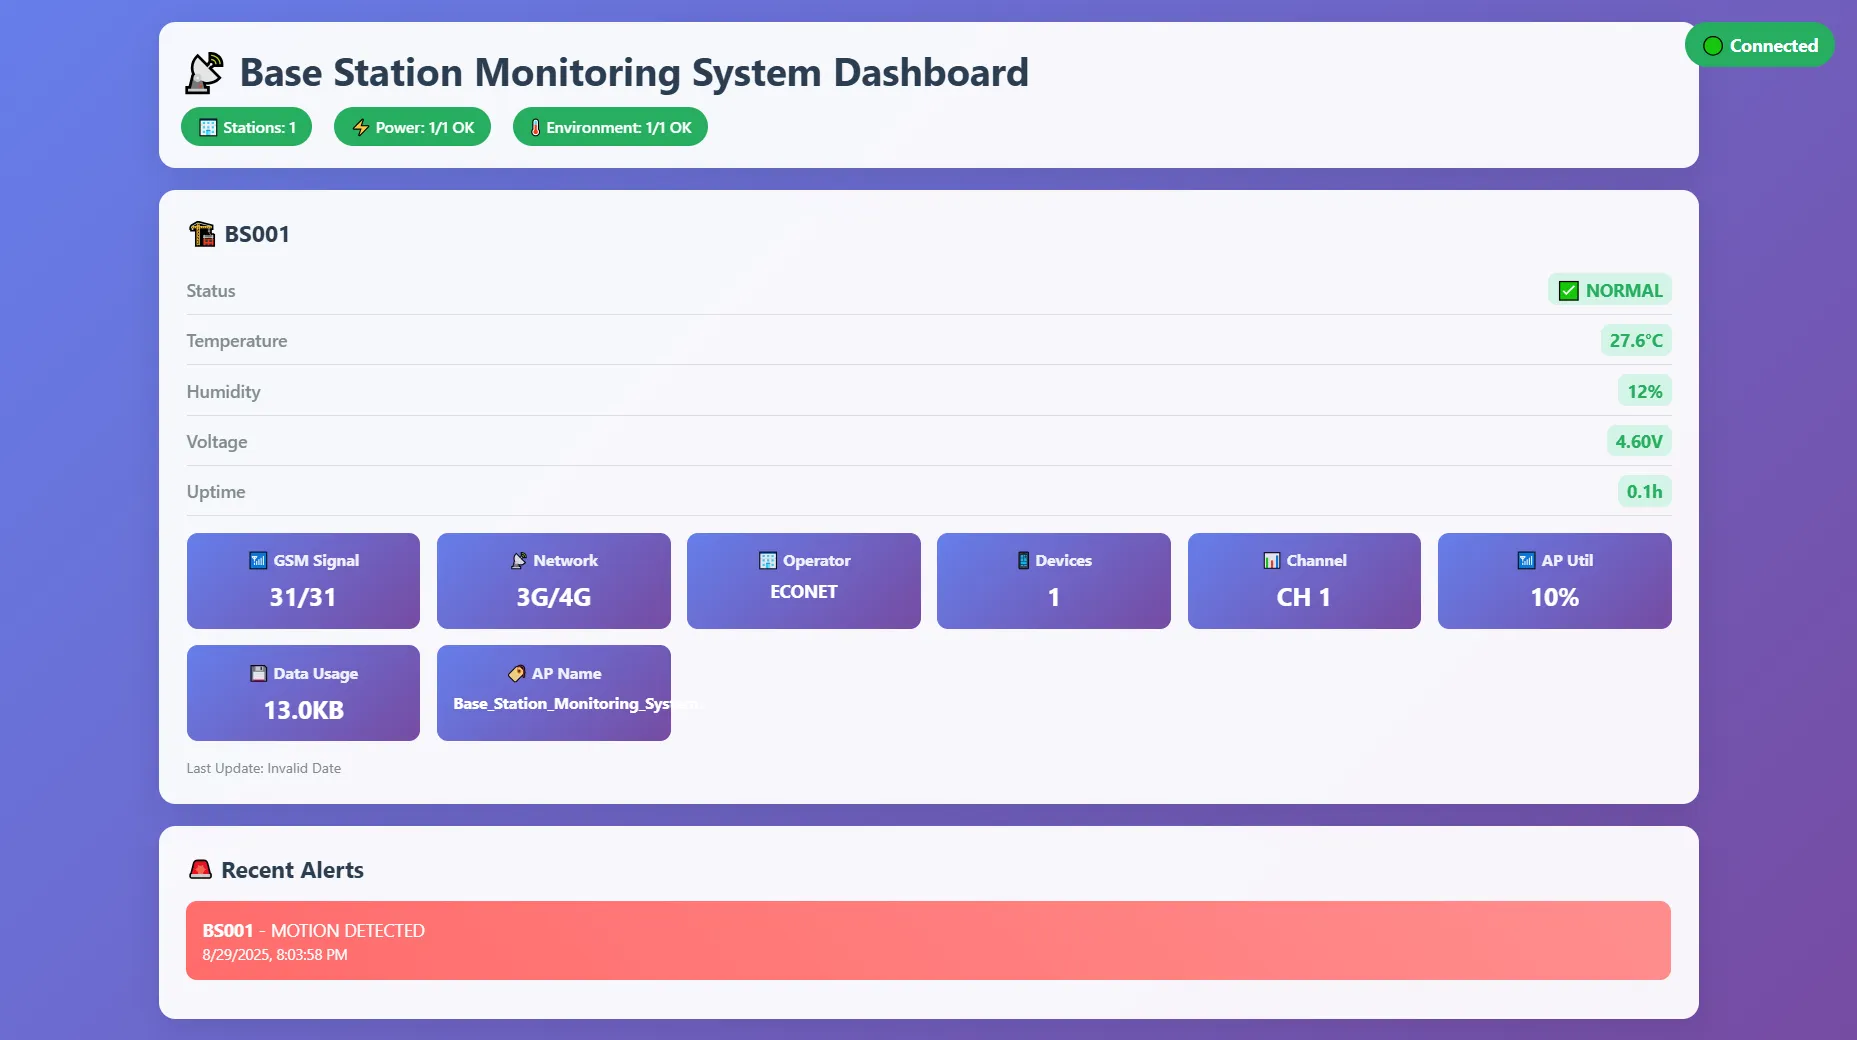 Base Station Monitoring System Dashboard
Connected
Stations: 1
Power: 1/1 OK
Environment: 1/1 OK
BS001
Status
NORMAL
Temperature
27.6°C
Humidity
12%
Voltage
4.60V
Uptime
0.1h
GSM Signal
31/31
Network
3G/4G
Operator
ECONET
Devices
1
Channel
CH 1
AP Util
10%
Data Usage
13.0KB
AP Name
Base_Station_Monitoring_System
Last Update: Invalid Date
Recent Alerts
BS001 - MOTION DETECTED
8/29/2025, 8:03:58 PM